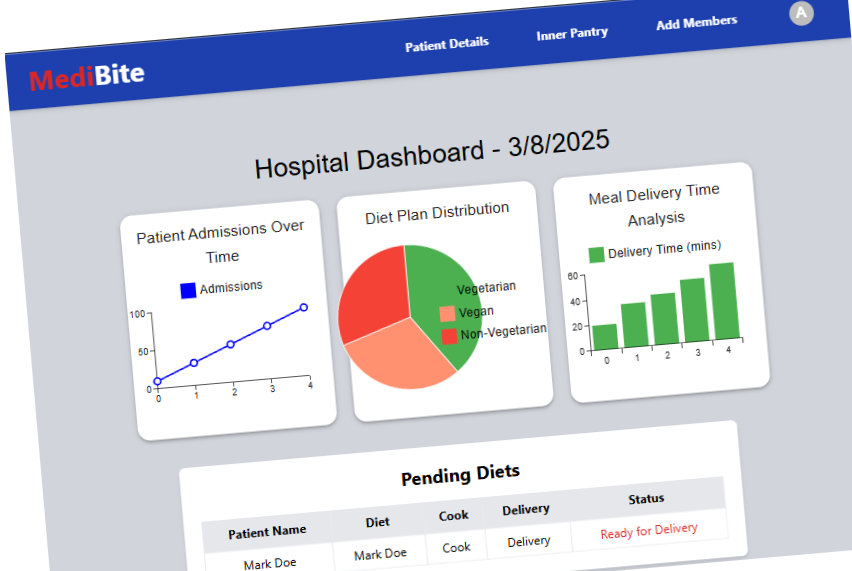 MediBite
Patient Details
Inner Pantry
Add Members
A
Hospital Dashboard - 3/8/2025
Patient Admissions Over
Time
Admissions
100
50
0
0 1 2 3 4
Diet Plan Distribution
Vegetarian
Vegan
Non-Vegetarian
Meal Delivery Time
Analysis
Delivery Time (mins)
60
40
20
0
0 1 2 3 4
Pending Diets
Patient Name Diet Cook Delivery Status
Mark Doe Mark Doe Cook Delivery Ready for Delivery